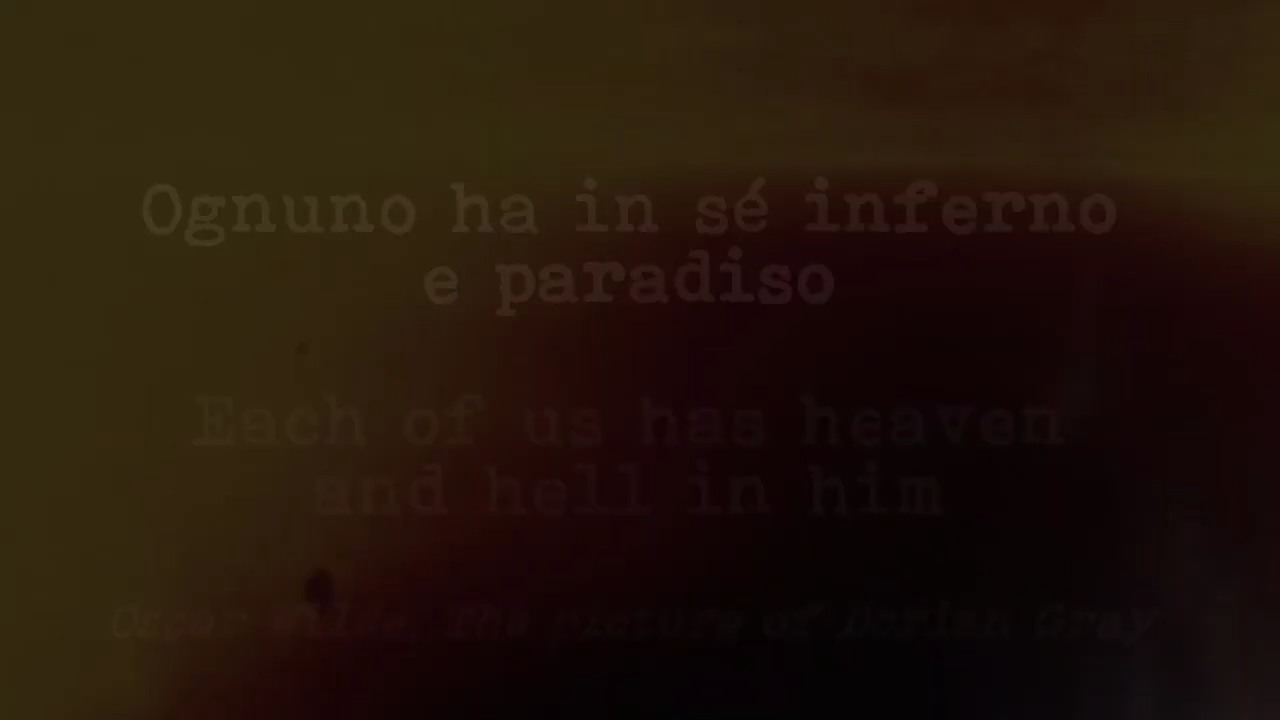 Ognuno ha in sé inferno
e paradiso
Each of us has heaven
and hell in him
Oscar Wilde, The picture of Dorian Gray